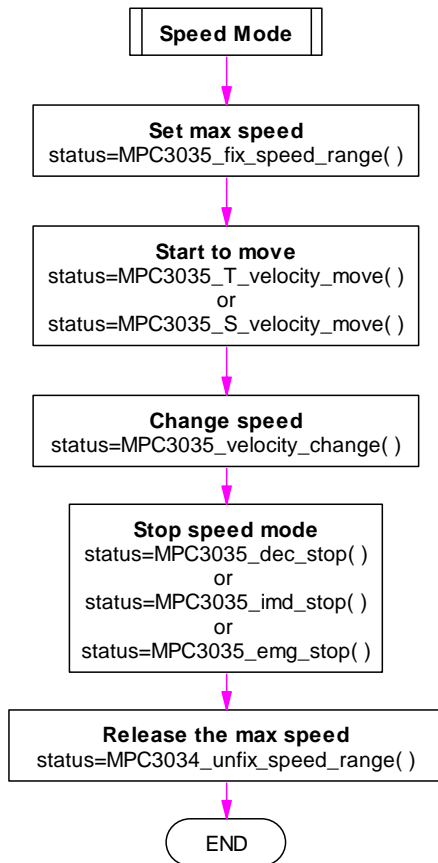 Speed Mode
Set max speed
status=MPC3035_fix_speed_range( )
Start to move
status=MPC3035_T_velocity_move( )
or
status=MPC3035_S_velocity_move( )
Change speed
status=MPC3035_velocity_change( )
Stop speed mode
status=MPC3035_dec_stop( )
or
status=MPC3035_imd_stop( )
or
status=MPC3035_emg_stop( )
Release the max speed
status=MPC3034_unfix_speed_range( )
END